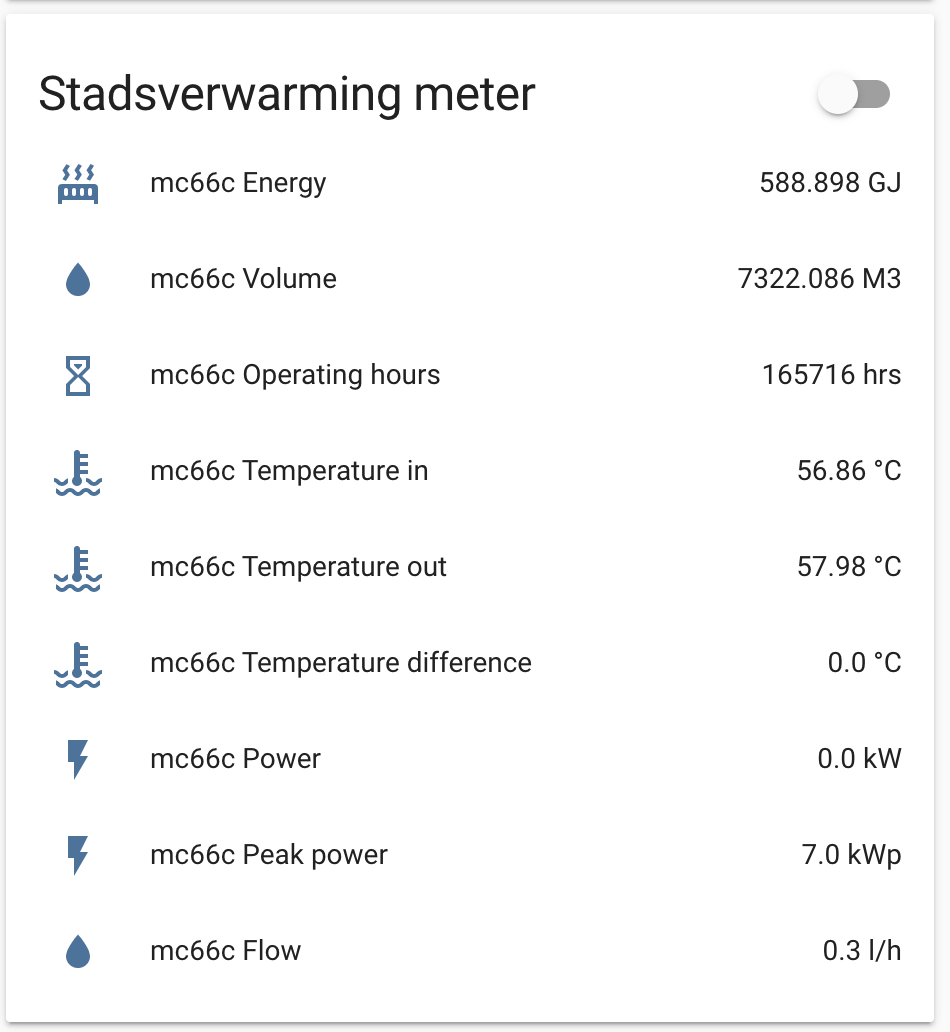 Stadsverwarming meter
mc66c Energy 588.898 GJ
mc66c Volume 7322.086 M3
mc66c Operating hours 165716 hrs
mc66c Temperature in 56.86 °C
mc66c Temperature out 57.98 °C
mc66c Temperature difference 0.0 °C
mc66c Power 0.0 kW
mc66c Peak power 7.0 kWp
mc66c Flow 0.3 l/h